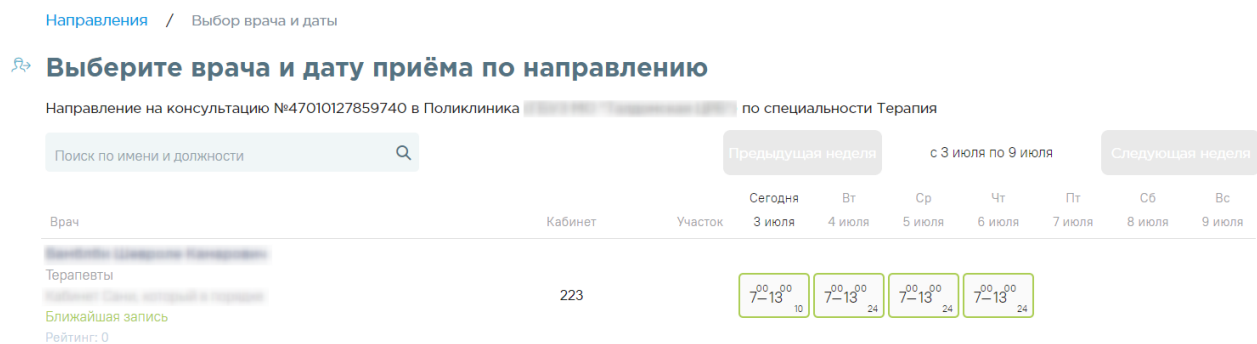 Направления / Выбор врача и даты
Выберите врача и дату приёма по направлению
Направление на консультацию №47010127859740 в Поликлиника по специальности Терапия
Поиск по имени и должности
Предыдущая неделя с 3 июля по 9 июля Следующая неделя
Сегодня Вт Ср Чт Пт Сб Вс
Врач Кабинет Участок 3 июля 4 июля 5 июля 6 июля 7 июля 8 июля 9 июля
Терапевты
223 7⁰⁰–13⁰⁰ 10 7⁰⁰–13⁰⁰ 24 7⁰⁰–13⁰⁰ 24 7⁰⁰–13⁰⁰ 24
Ближайшая запись
Рейтинг: 0